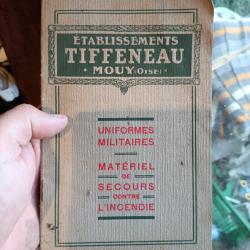 ÉTABLISSEMENTS
TIFFENEAU
MOUY (OISE)
UNIFORMES
MILITAIRES
MATÉRIEL
DE
SECOURS
CONTRE
L'INCENDIE